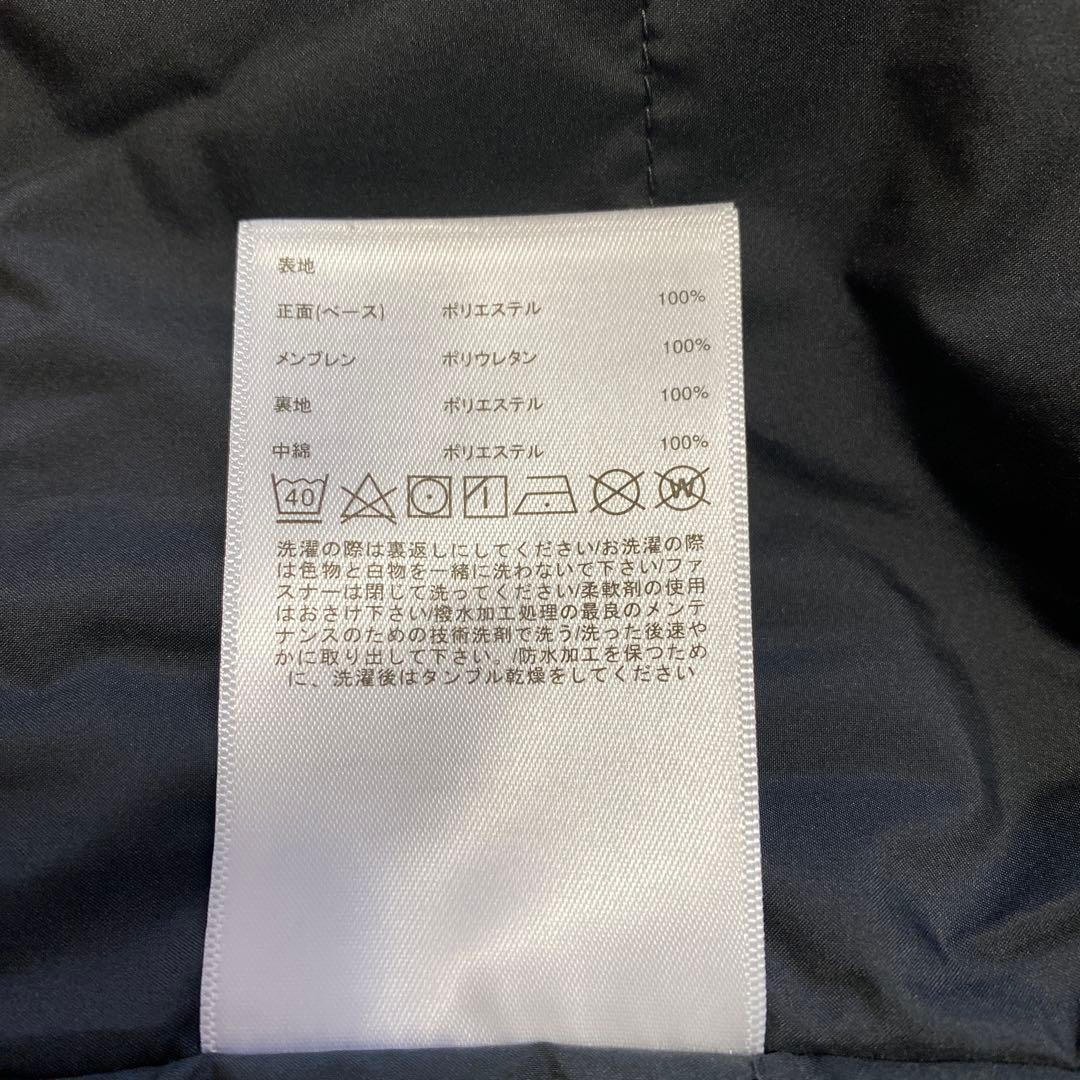 表地
正面(ベース) ポリエステル 100%
メンブレン ポリウレタン 100%
裏地 ポリエステル 100%
中綿 ポリエステル 100%
40 W
洗濯の際は裏返しにしてください/お洗濯の際
は色物と白物を一緒に洗わないで下さい/ファ
スナーは閉じて洗ってください/柔軟剤の使用
はおさけ下さい/撥水加工処理の最良のメンテ
ナンスのための技術洗剤で洗う/洗った後速や
かに取り出して下さい。/防水加工を保つため
に、洗濯後はタンブル乾燥をしてください